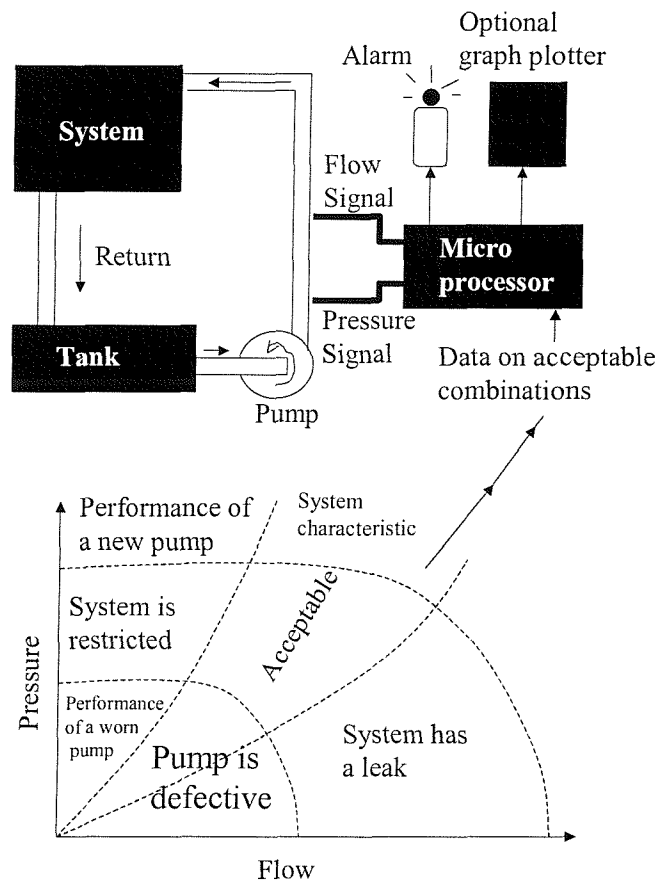 Optional
graph plotter
Alarm
System
Flow
Signal
Micro
processor
Return
Pressure
Signal
Tank
Pump
Data on acceptable
combinations
Performance of
a new pump
System
characteristic
System is
restricted
Acceptable
Pressure
Performance
of a worn
pump
Pump is
defective
System has
a leak
Flow